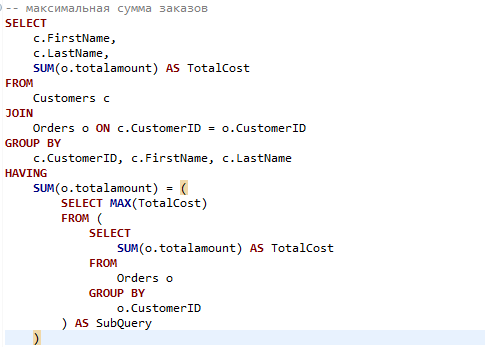 -- максимальная сумма заказов
SELECT
    c.FirstName,
    c.LastName,
    SUM(o.totalamount) AS TotalCost
FROM
    Customers c
JOIN
    Orders o ON c.CustomerID = o.CustomerID
GROUP BY
    c.CustomerID, c.FirstName, c.LastName
HAVING
    SUM(o.totalamount) = (
        SELECT MAX(TotalCost)
        FROM (
            SELECT
                SUM(o.totalamount) AS TotalCost
            FROM
                Orders o
            GROUP BY
                o.CustomerID
        ) AS SubQuery
    )